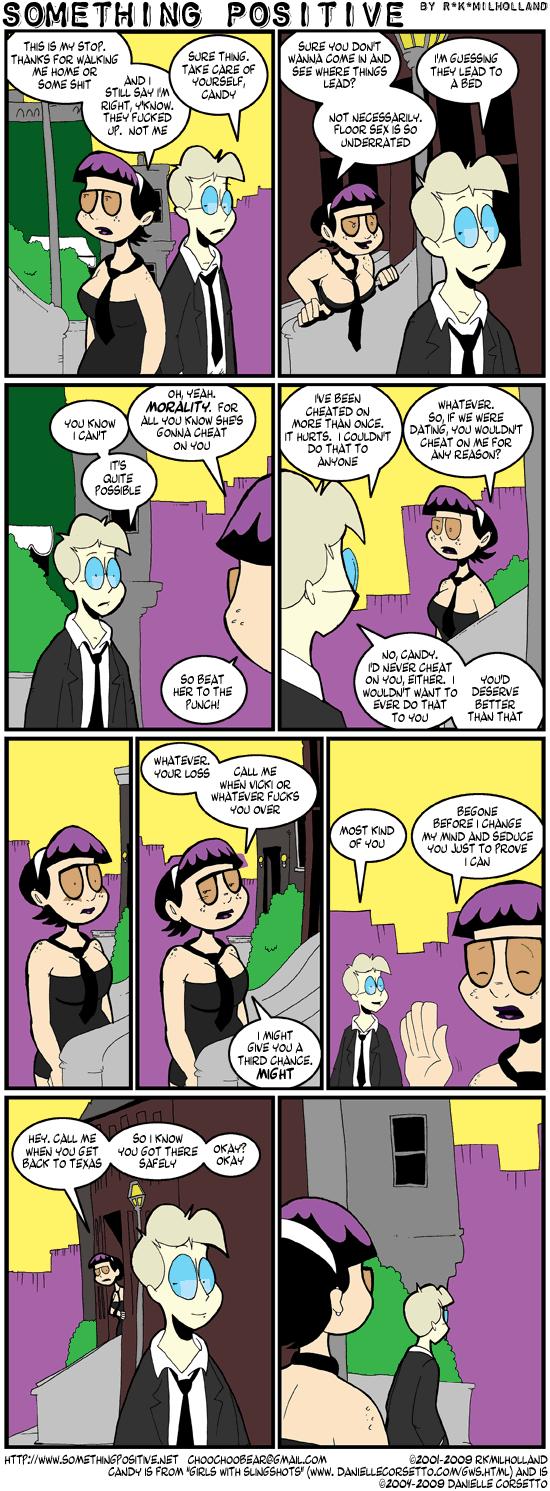 SOMETHING POSITIVE BY R*K*MILHOLLAND
THIS IS MY STOP.
THANKS FOR WALKING
ME HOME OR
SOME SHIT
AND I
STILL SAY I'M
RIGHT, Y'KNOW.
THEY FUCKED
UP. NOT ME
SURE THING.
TAKE CARE OF
YOURSELF,
CANDY
SURE YOU DON'T
WANNA COME IN AND
SEE WHERE THINGS
LEAD?
I'M GUESSING
THEY LEAD TO
A BED
NOT NECESSARILY.
FLOOR SEX IS SO
UNDERRATED
YOU KNOW
I CAN'T
OH, YEAH.
MORALITY. FOR
ALL YOU KNOW SHE'S
GONNA CHEAT
ON YOU
IT'S
QUITE
POSSIBLE
SO BEAT
HER TO THE
PUNCH!
I'VE BEEN
CHEATED ON
MORE THAN ONCE.
IT HURTS. I COULDN'T
DO THAT TO
ANYONE
WHATEVER.
SO, IF WE WERE
DATING, YOU WOULDN'T
CHEAT ON ME FOR
ANY REASON?
NO, CANDY.
I'D NEVER CHEAT
ON YOU, EITHER. I
WOULDN'T WANT TO
EVER DO THAT
TO YOU
YOU'D
DESERVE
BETTER
THAN THAT
WHATEVER.
YOUR LOSS
CALL ME
WHEN VICKI OR
WHATEVER FUCKS
YOU OVER
I MIGHT
GIVE YOU A
THIRD CHANCE.
MIGHT
MOST KIND
OF YOU
BEGONE
BEFORE I CHANGE
MY MIND AND SEDUCE
YOU JUST TO PROVE
I CAN
HEY. CALL ME
WHEN YOU GET
BACK TO TEXAS
SO I KNOW
YOU GOT THERE
SAFELY
OKAY?
OKAY
HTTP://WWW.SOMETHINGPOSITIVE.NET CHOOCHOOBEAR@GMAIL.COM ©2001-2009 RKMILHOLLAND
CANDY IS FROM "GIRLS WITH SLINGSHOTS" (WWW. DANIELLECORSETTO.COM/GWS.HTML) AND IS
©2004-2009 DANIELLE CORSETTO